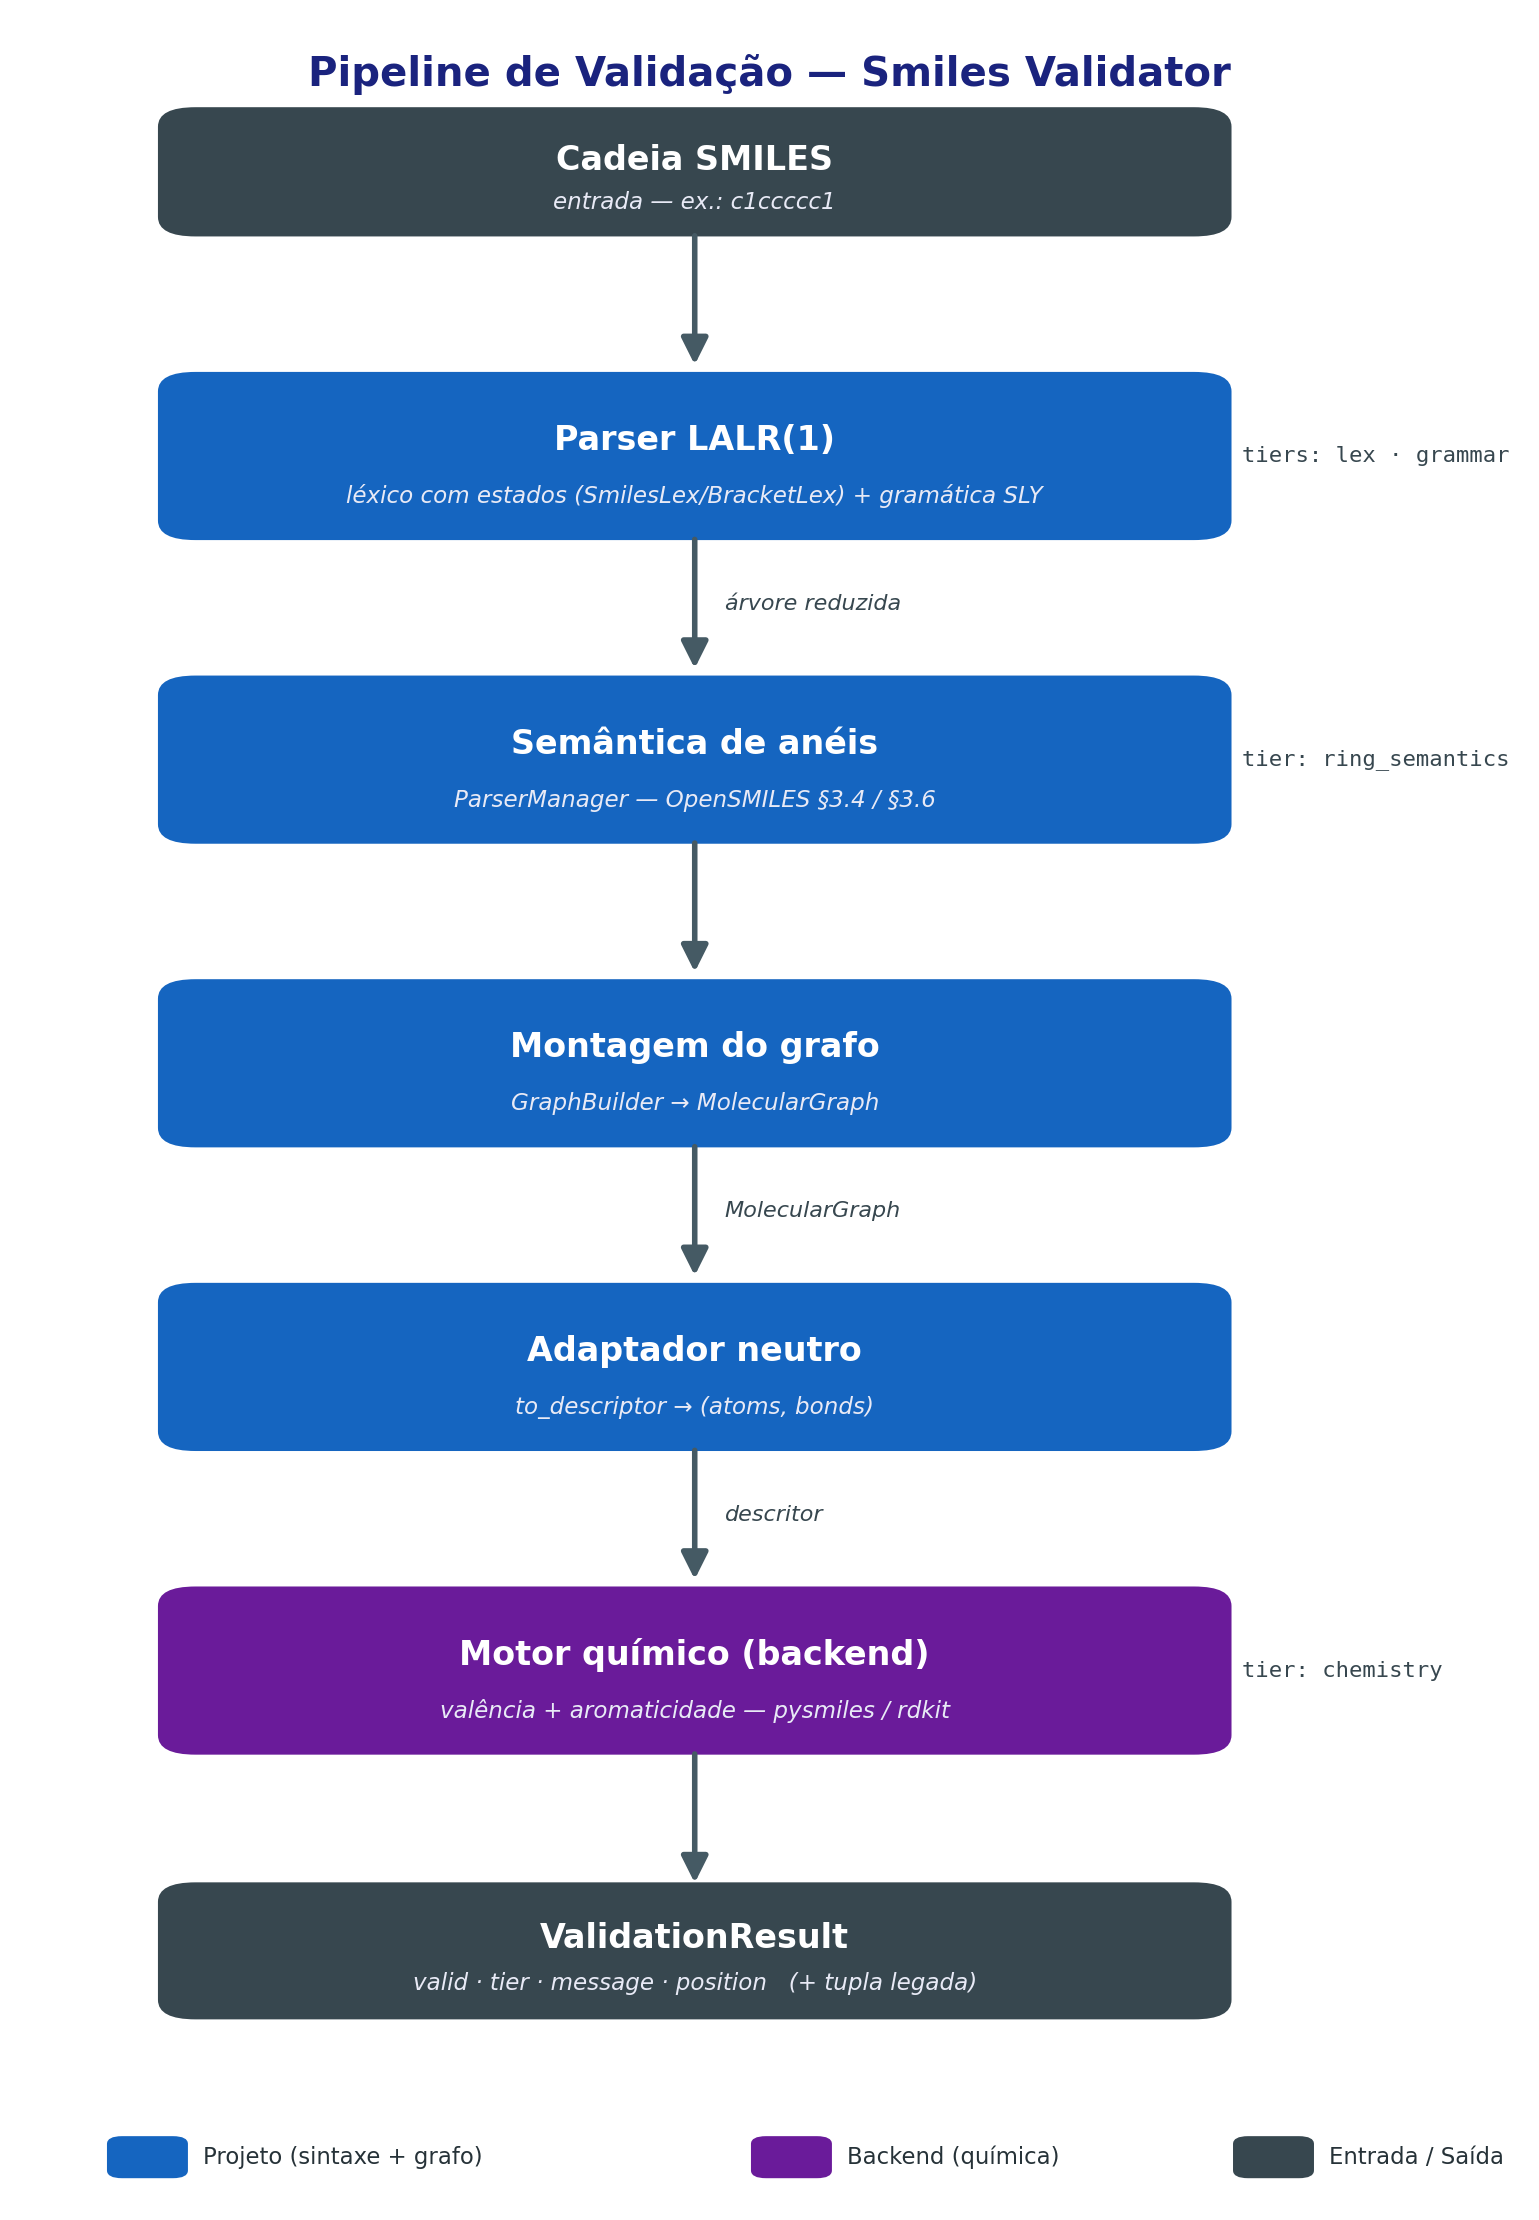 Pipeline de Validação — Smiles Validator
Cadeia SMILES
entrada — ex.: c1ccccc1
Parser LALR(1)
léxico com estados (SmilesLex/BracketLex) + gramática SLY
tiers: lex · grammar
árvore reduzida
Semântica de anéis
ParserManager — OpenSMILES §3.4 / §3.6
tier: ring_semantics
Montagem do grafo
GraphBuilder → MolecularGraph
MolecularGraph
Adaptador neutro
to_descriptor → (atoms, bonds)
descritor
Motor químico (backend)
valência + aromaticidade — pysmiles / rdkit
tier: chemistry
ValidationResult
valid · tier · message · position   (+ tupla legada)
Projeto (sintaxe + grafo)
Backend (química)
Entrada / Saída